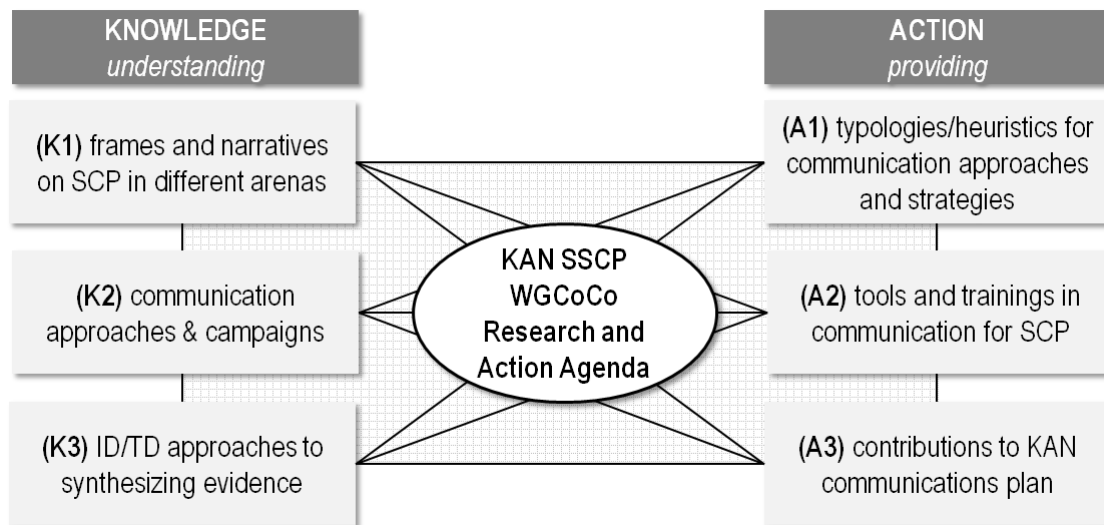 KNOWLEDGE
understanding
(K1) frames and narratives
on SCP in different arenas
(K2) communication
approaches & campaigns
(K3) ID/TD approaches to
synthesizing evidence
KAN SSCP
WGCoCo
Research and
Action Agenda
ACTION
providing
(A1) typologies/heuristics for
communication approaches
and strategies
(A2) tools and trainings in
communication for SCP
(A3) contributions to KAN
communications plan